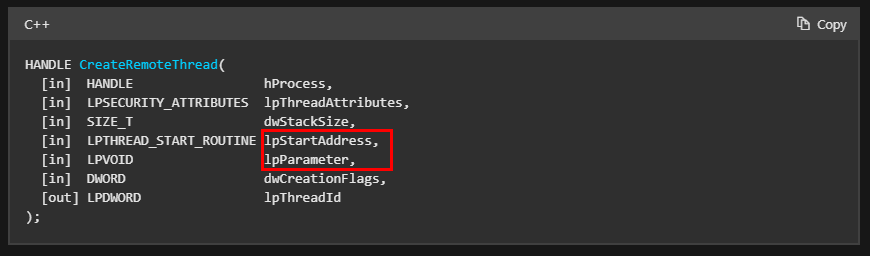 C++ Copy
HANDLE CreateRemoteThread(
  [in]  HANDLE                 hProcess,
  [in]  LPSECURITY_ATTRIBUTES  lpThreadAttributes,
  [in]  SIZE_T                 dwStackSize,
  [in]  LPTHREAD_START_ROUTINE lpStartAddress,
  [in]  LPVOID                 lpParameter,
  [in]  DWORD                  dwCreationFlags,
  [out] LPDWORD                lpThreadId
);